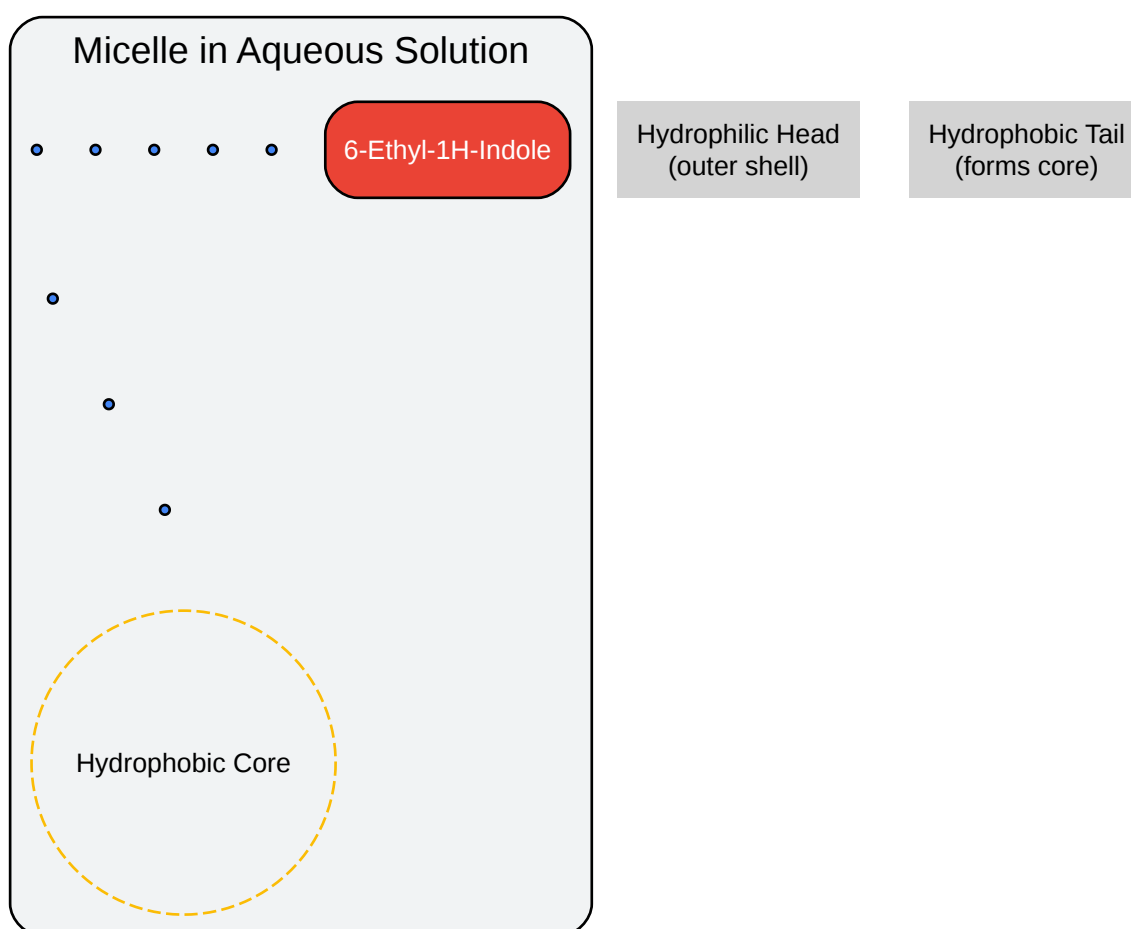 Micelle in Aqueous Solution
6-Ethyl-1H-Indole
Hydrophilic Head
(outer shell)
Hydrophobic Tail
(forms core)
Hydrophobic Core